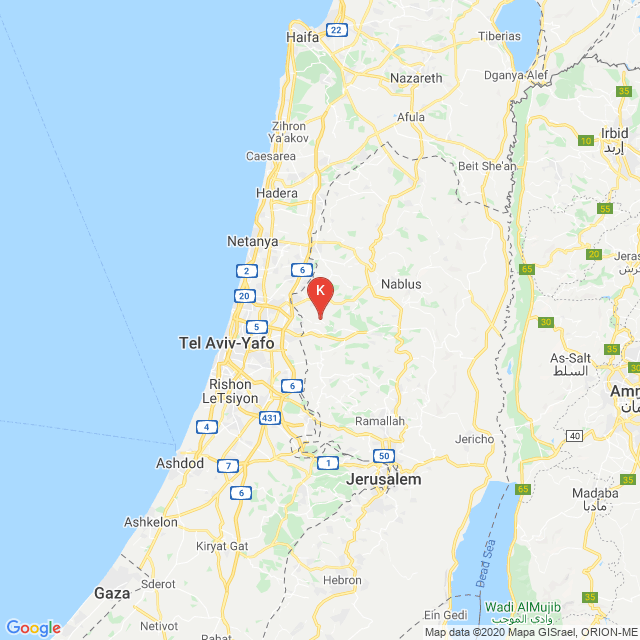 22
Haifa
Tiberias
Nazareth
Dganya Alef
35
Afula
Irbid
إربد
Zihron
Ya'akov
10
Caesarea
Beit She'an
Hadera
55
Netanya
20
Jeras
2
6
65
Nablus
20
K
30
5
Tel Aviv-Yafo
35
As-Salt
السلط
30
Rishon
LeTsiyon
6
Amm
4
431
Ramallah
Jericho
40
Ashdod
7
1
50
Jerusalem
35
6
65
Madaba
مادبا
Ashkelon
Kiryat Gat
Dead Sea
Hebron
Gaza
Sderot
35
Wadi AlMujib
وادي الموجب
Ein Gedi
Netivot
Rahat
Google
Map data ©2020 Mapa GISrael, ORION-ME